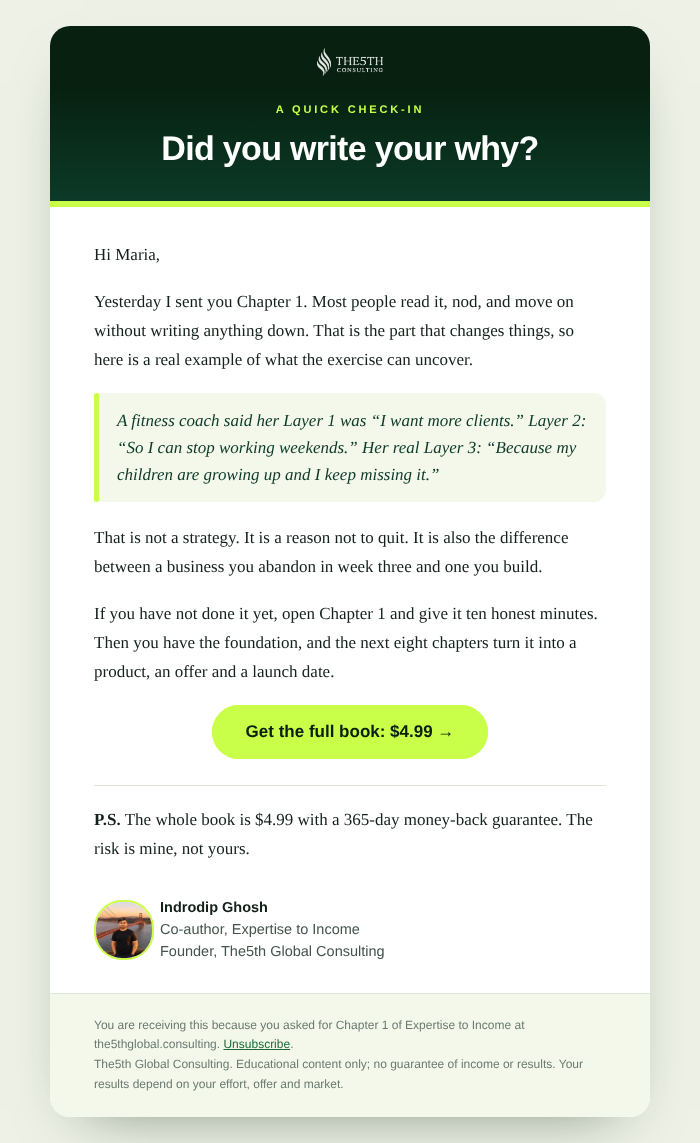 THE5TH
CONSULTING
A QUICK CHECK-IN
Did you write your why?
Hi Maria,
Yesterday I sent you Chapter 1. Most people read it, nod, and move on
without writing anything down. That is the part that changes things, so
here is a real example of what the exercise can uncover.
A fitness coach said her Layer 1 was “I want more clients.” Layer 2:
“So I can stop working weekends.” Her real Layer 3: “Because my
children are growing up and I keep missing it.”
That is not a strategy. It is a reason not to quit. It is also the difference
between a business you abandon in week three and one you build.
If you have not done it yet, open Chapter 1 and give it ten honest minutes.
Then you have the foundation, and the next eight chapters turn it into a
product, an offer and a launch date.
Get the full book: $4.99 →
P.S. The whole book is $4.99 with a 365-day money-back guarantee. The
risk is mine, not yours.
Indrodip Ghosh
Co-author, Expertise to Income
Founder, The5th Global Consulting
You are receiving this because you asked for Chapter 1 of Expertise to Income at
the5thglobal.consulting. Unsubscribe.
The5th Global Consulting. Educational content only; no guarantee of income or results. Your
results depend on your effort, offer and market.